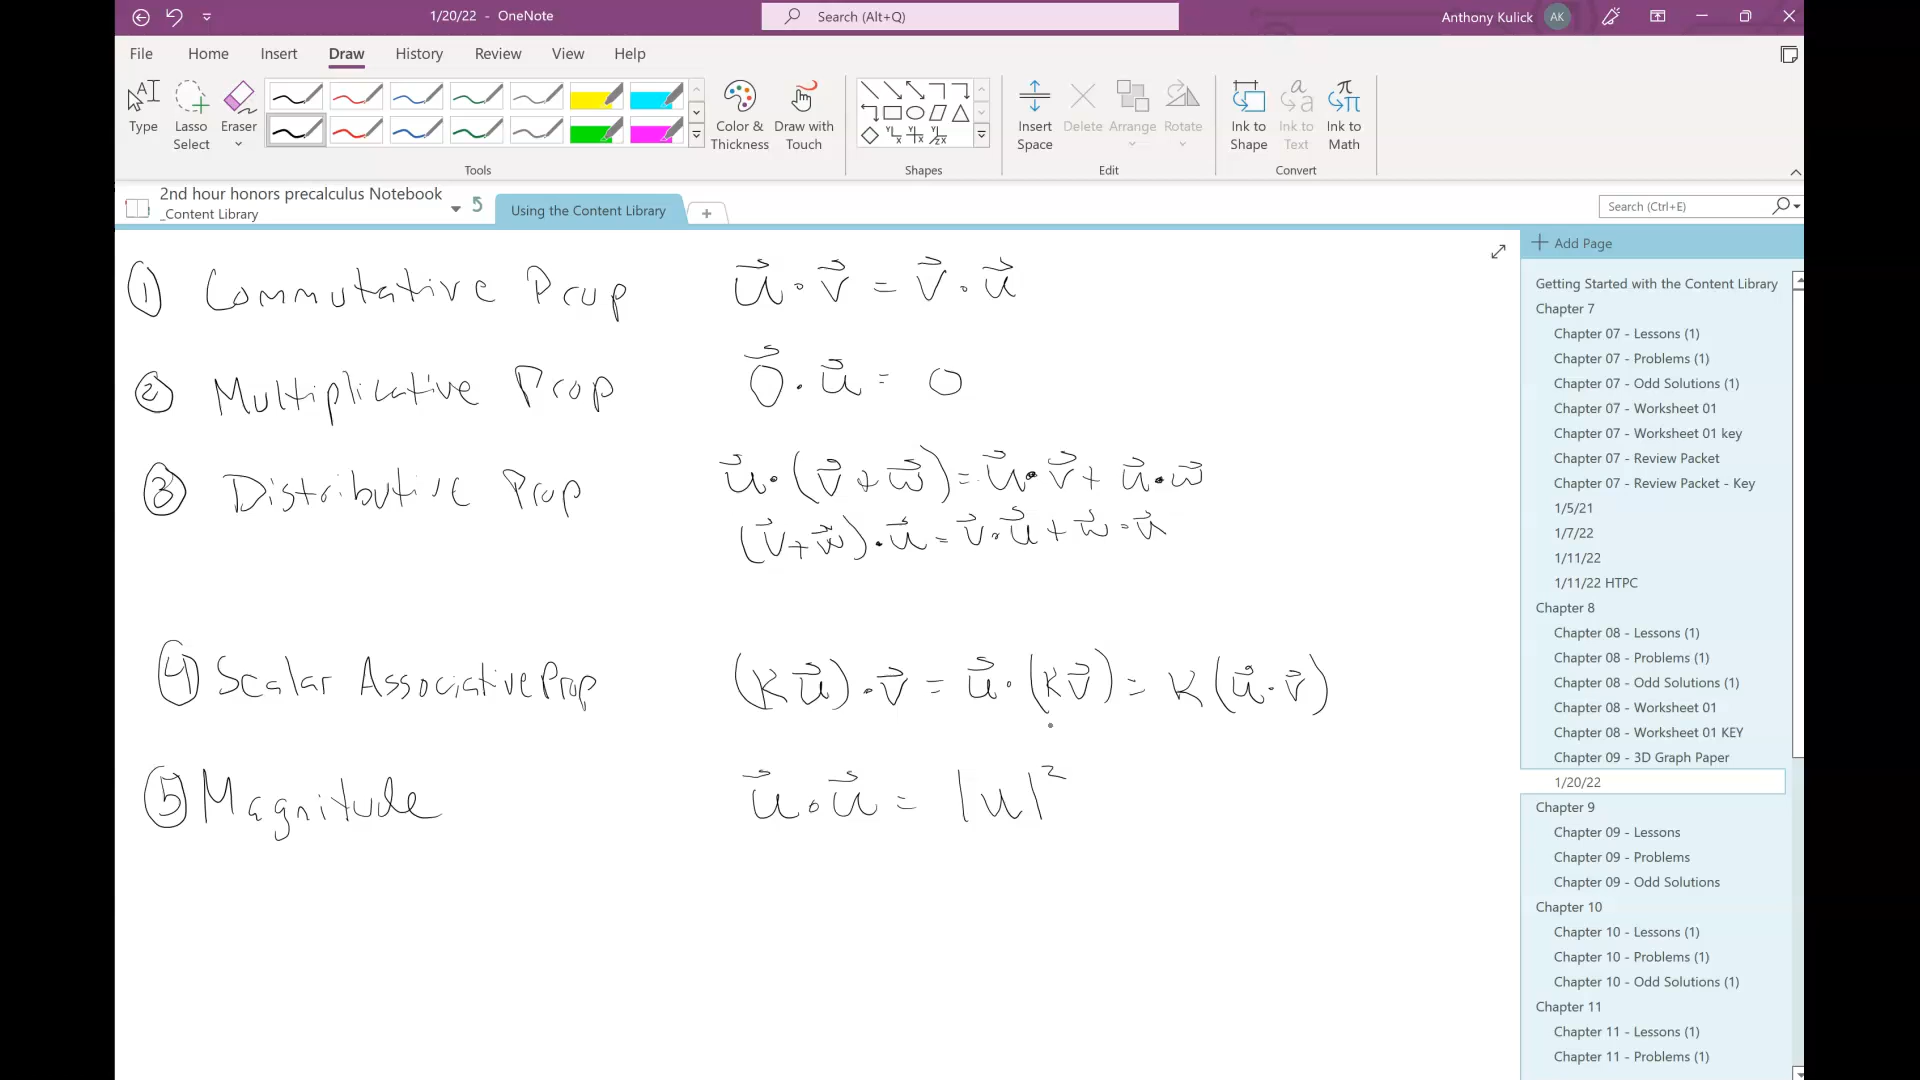 1/20/22 - OneNote
Search (Alt+Q)
Anthony Kulick
AK
File Home Insert Draw History Review View Help
Type
Lasso Select
Eraser
Color & Thickness
Draw with Touch
Insert Space
Delete
Arrange
Rotate
Ink to Shape
Ink to Text
Ink to Math
Tools
Shapes
Edit
Convert
2nd hour honors precalculus Notebook
_Content Library
Using the Content Library
Search (Ctrl+E)
① Commutative Prop u⃗ · v⃗ = v⃗ · u⃗
② Multiplicative Prop 0⃗ · u⃗ = 0
③ Distributive Prop u⃗ · (v⃗ + w⃗) = u⃗ · v⃗ + u⃗ · w⃗
(v⃗ + w⃗) · u⃗ = v⃗ · u⃗ + w⃗ · u⃗
④ Scalar Associative Prop (K u⃗) · v⃗ = u⃗ · (K v⃗) = K (u⃗ · v⃗)
⑤ Magnitude u⃗ · u⃗ = |u|²
Add Page
Getting Started with the Content Library
Chapter 7
Chapter 07 - Lessons (1)
Chapter 07 - Problems (1)
Chapter 07 - Odd Solutions (1)
Chapter 07 - Worksheet 01
Chapter 07 - Worksheet 01 key
Chapter 07 - Review Packet
Chapter 07 - Review Packet - Key
1/5/21
1/7/22
1/11/22
1/11/22 HTPC
Chapter 8
Chapter 08 - Lessons (1)
Chapter 08 - Problems (1)
Chapter 08 - Odd Solutions (1)
Chapter 08 - Worksheet 01
Chapter 08 - Worksheet 01 KEY
Chapter 09 - 3D Graph Paper
1/20/22
Chapter 9
Chapter 09 - Lessons
Chapter 09 - Problems
Chapter 09 - Odd Solutions
Chapter 10
Chapter 10 - Lessons (1)
Chapter 10 - Problems (1)
Chapter 10 - Odd Solutions (1)
Chapter 11
Chapter 11 - Lessons (1)
Chapter 11 - Problems (1)